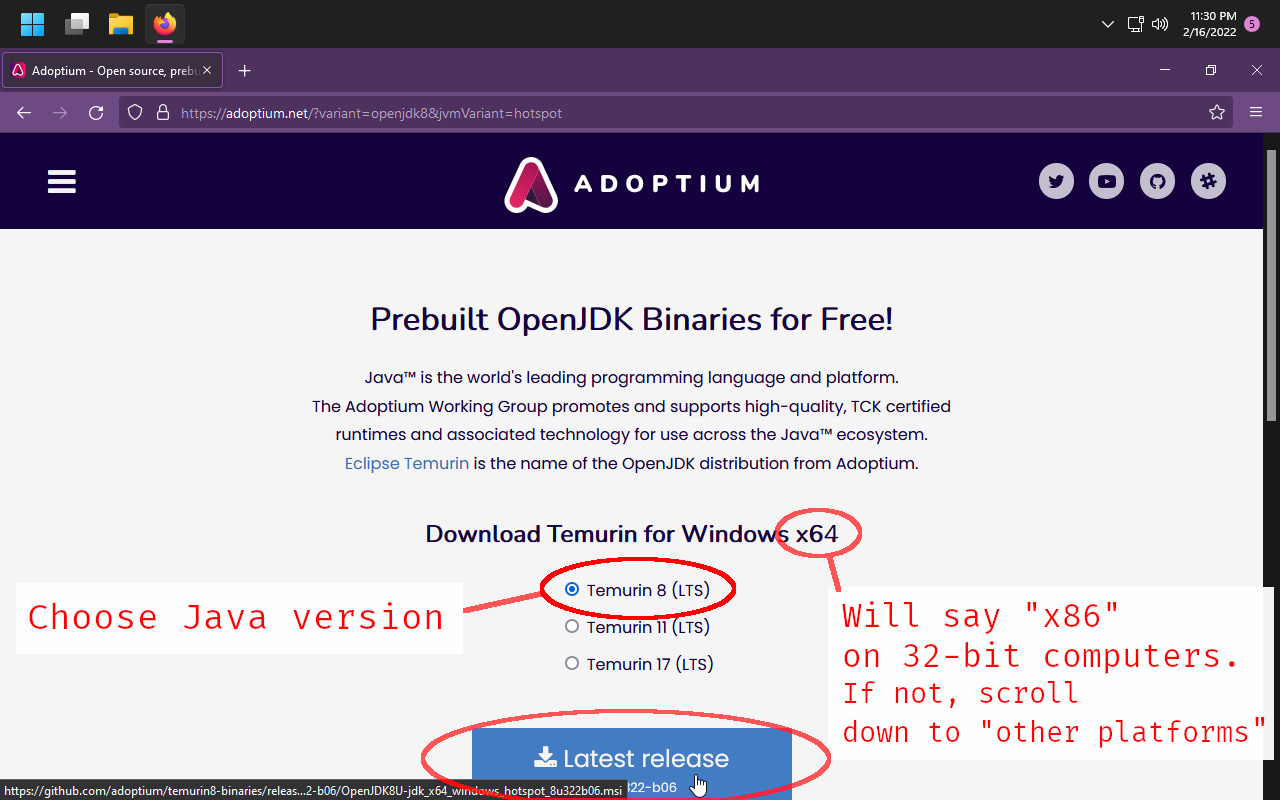 11:30 PM
2/16/2022
5
Adoptium - Open source, prebu
https://adoptium.net/?variant=openjdk8&jvmVariant=hotspot
ADOPTIUM
Prebuilt OpenJDK Binaries for Free!
Java™ is the world's leading programming language and platform.
The Adoptium Working Group promotes and supports high-quality, TCK certified
runtimes and associated technology for use across the Java™ ecosystem.
Eclipse Temurin is the name of the OpenJDK distribution from Adoptium.
Download Temurin for Windows x64
Temurin 8 (LTS)
Choose Java version
Temurin 11 (LTS)
Temurin 17 (LTS)
Will say "x86"
on 32-bit computers.
If not, scroll
down to "other platforms"
Latest release
322-b06
https://github.com/adoptium/temurin8-binaries/releas...2-b06/OpenJDK8U-jdk_x64_windows_hotspot_8u322b06.msi